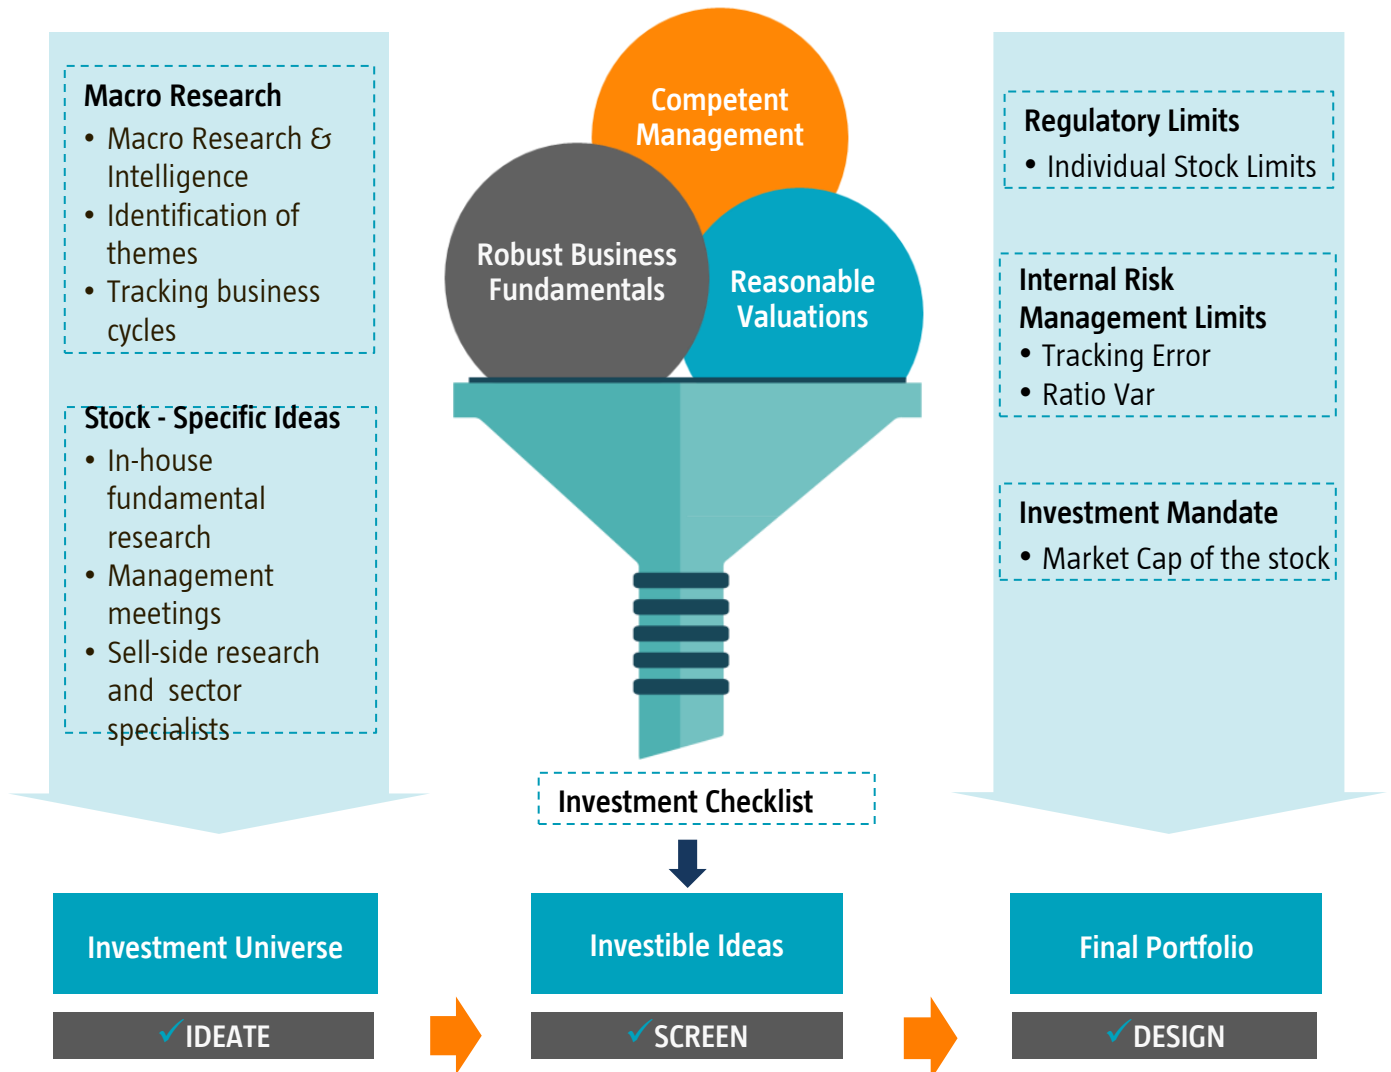 Macro Research
• Macro Research &
Intelligence
• Identification of
themes
• Tracking business
cycles
Stock - Specific Ideas
• In-house
fundamental
research
• Management
meetings
• Sell-side research
and sector
specialists
Competent
Management
Robust Business
Fundamentals
Reasonable
Valuations
Investment Checklist
Regulatory Limits
• Individual Stock Limits
Internal Risk
Management Limits
• Tracking Error
• Ratio Var
Investment Mandate
• Market Cap of the stock
Investment Universe
Investible Ideas
Final Portfolio
✓IDEATE
✓SCREEN
✓DESIGN